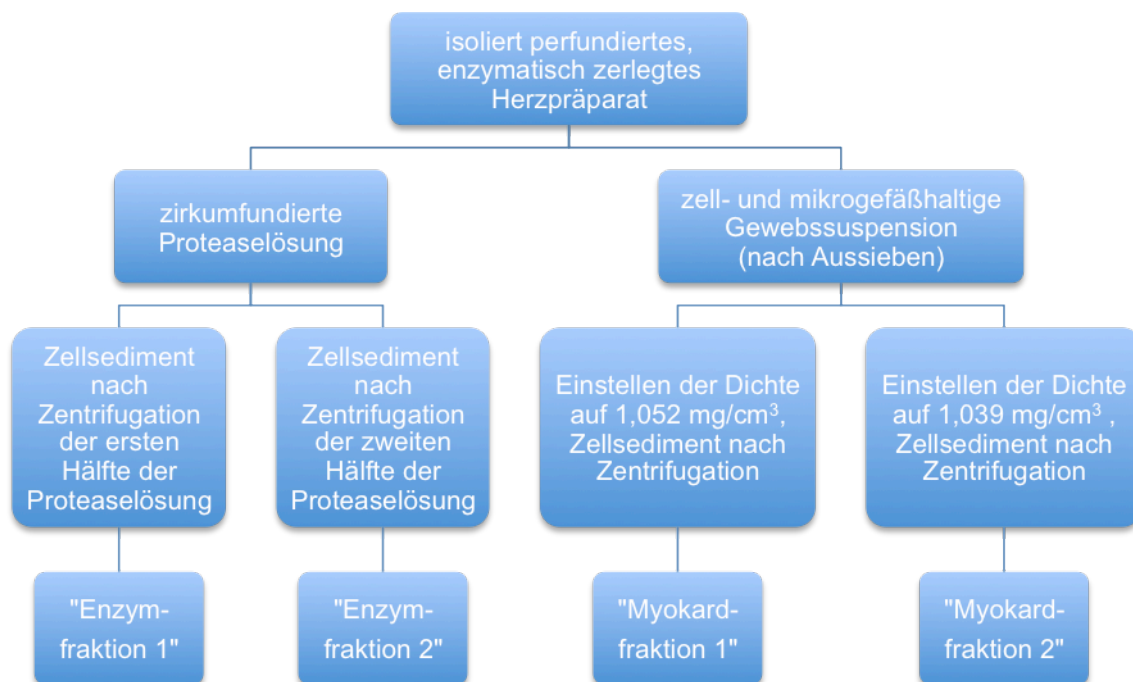 isoliert perfundiertes,
enzymatisch zerlegtes
Herzpräparat
zirkumfundierte
Proteaselösung
zell- und mikrogefäßhaltige
Gewebssuspension
(nach Aussieben)
Zellsediment
nach
Zentrifugation
der ersten
Hälfte der
Proteaselösung
Zellsediment
nach
Zentrifugation
der zweiten
Hälfte der
Proteaselösung
Einstellen der Dichte
auf 1,052 mg/cm³,
Zellsediment nach
Zentrifugation
Einstellen der Dichte
auf 1,039 mg/cm³ ,
Zellsediment nach
Zentrifugation
"Enzym-
fraktion 1"
"Enzym-
fraktion 2"
"Myokard-
fraktion 1"
"Myokard-
fraktion 2"